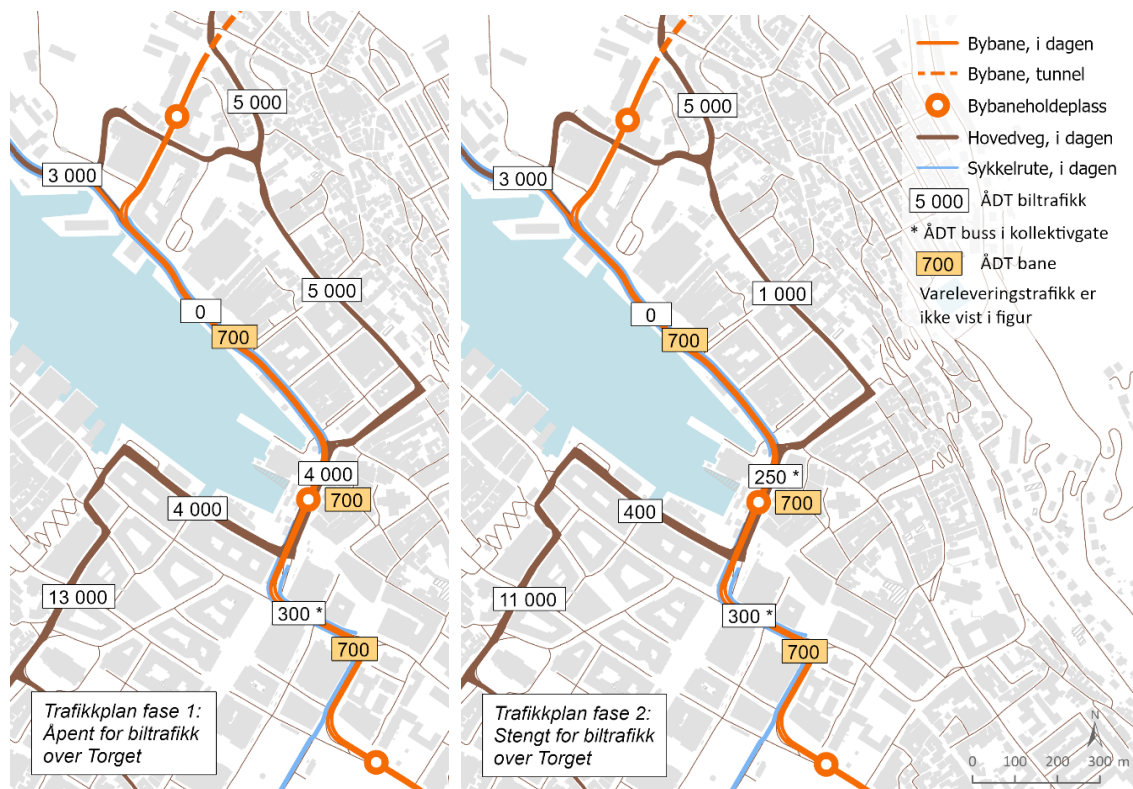 5 000
3 000
5 000
0
700
4 000
700
4 000
13 000
300 *
700
Trafikkplan fase 1:
Åpent for biltrafikk
over Torget
5 000
3 000
1 000
0
700
250 *
700
400
11 000
300 *
700
Trafikkplan fase 2:
Stengt for biltrafikk
over Torget
Bybane, i dagen
Bybane, tunnel
Bybaneholdeplass
Hovedveg, i dagen
Sykkelrute, i dagen
5 000 ÅDT biltrafikk
* ÅDT buss i kollektivgate
700 ÅDT bane
Vareleveringstrafikk er
ikke vist i figur
N
0 100 200 300 m